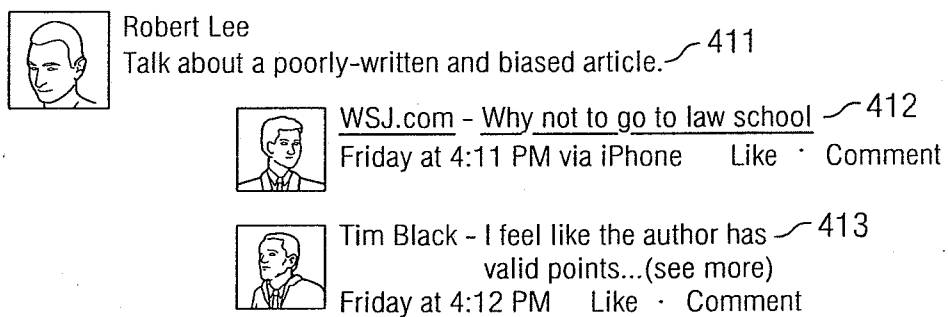 Robert Lee
Talk about a poorly-written and biased article. 411
WSJ.com - Why not to go to law school 412
Friday at 4:11 PM via iPhone Like · Comment
Tim Black - I feel like the author has 413
valid points...(see more)
Friday at 4:12 PM Like · Comment